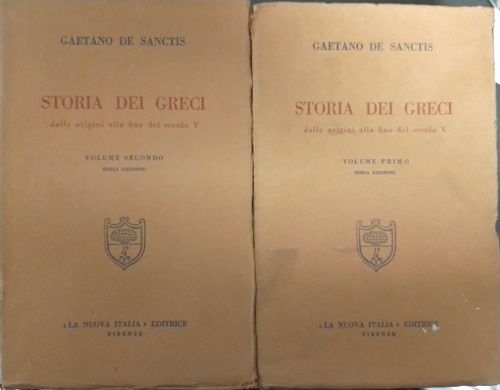 GAETANO DE SANCTIS
STORIA DEI GRECI
dalle origini alla fine del secolo V
VOLUME SECONDO
TERZA EDIZIONE
« LA NUOVA ITALIA » EDITRICE
FIRENZE
GAETANO DE SANCTIS
STORIA DEI GRECI
dalle origini alla fine del secolo V
VOLUME PRIMO
TERZA EDIZIONE
« LA NUOVA ITALIA » EDITRICE
FIRENZE